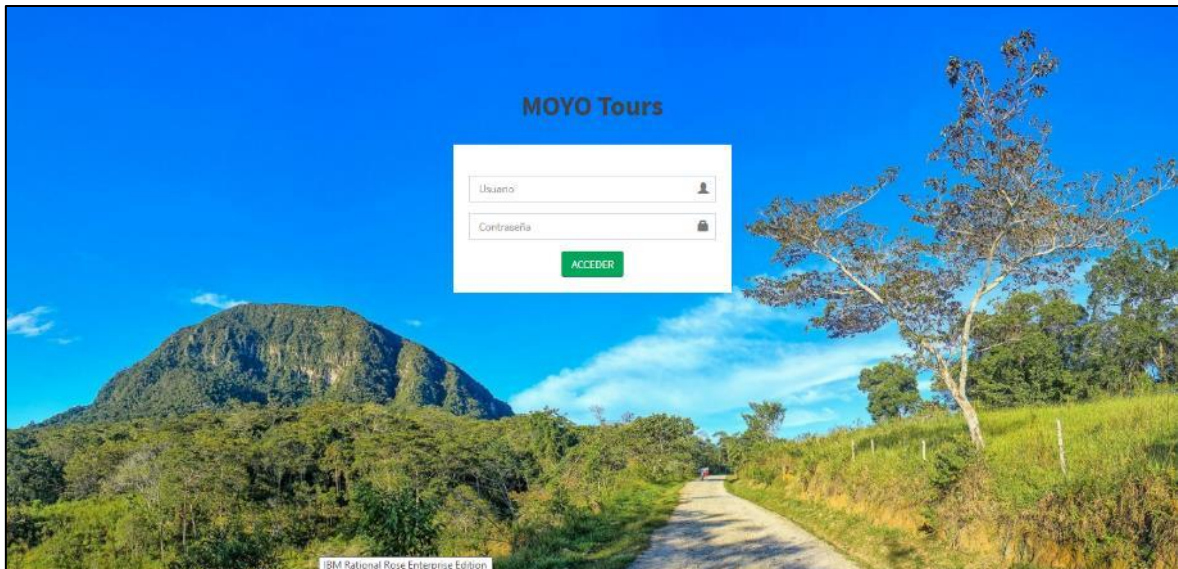 MOYO Tours
Usuario
Contraseña
ACCEDER
IBM Rational Rose Enterprise Edition